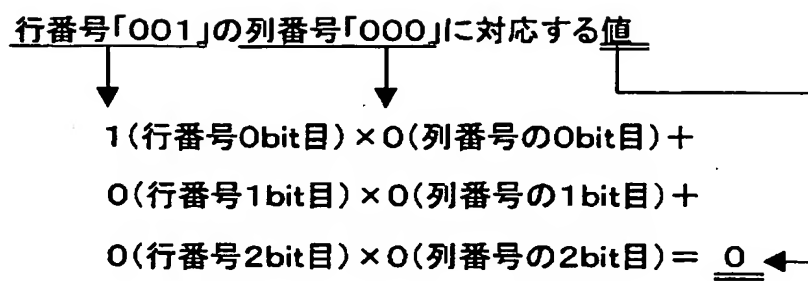 行番号「001」の列番号「000」に対応する値
1(行番号0bit目)×0(列番号の0bit目)+
0(行番号1bit目)×0(列番号の1bit目)+
0(行番号2bit目)×0(列番号の2bit目)= 0